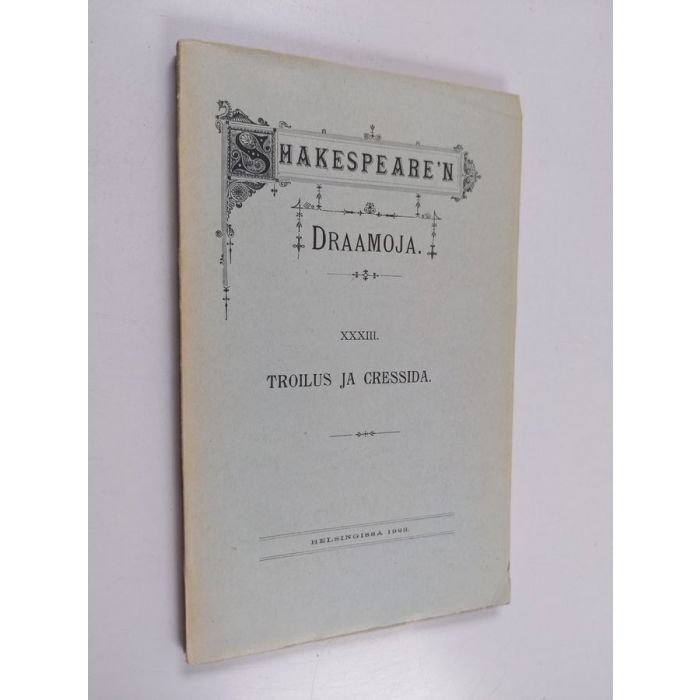 SHAKESPEARE'N
DRAAMOJA.
XXXIII.
TROILUS JA CRESSIDA.
HELSINGISSÄ